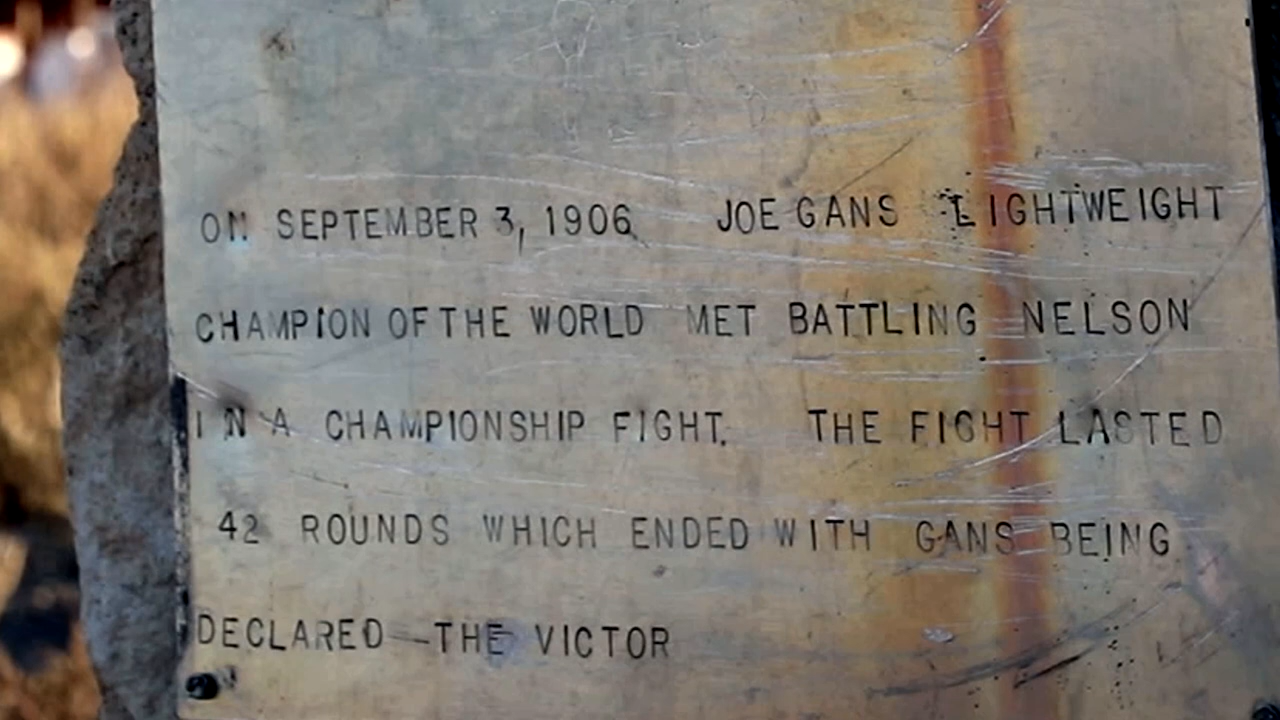 ON SEPTEMBER 3, 1906 JOE GANS LIGHTWEIGHT
CHAMPION OF THE WORLD MET BATTLING NELSON
IN A CHAMPIONSHIP FIGHT. THE FIGHT LASTED
42 ROUNDS WHICH ENDED WITH GANS BEING
DECLARED THE VICTOR